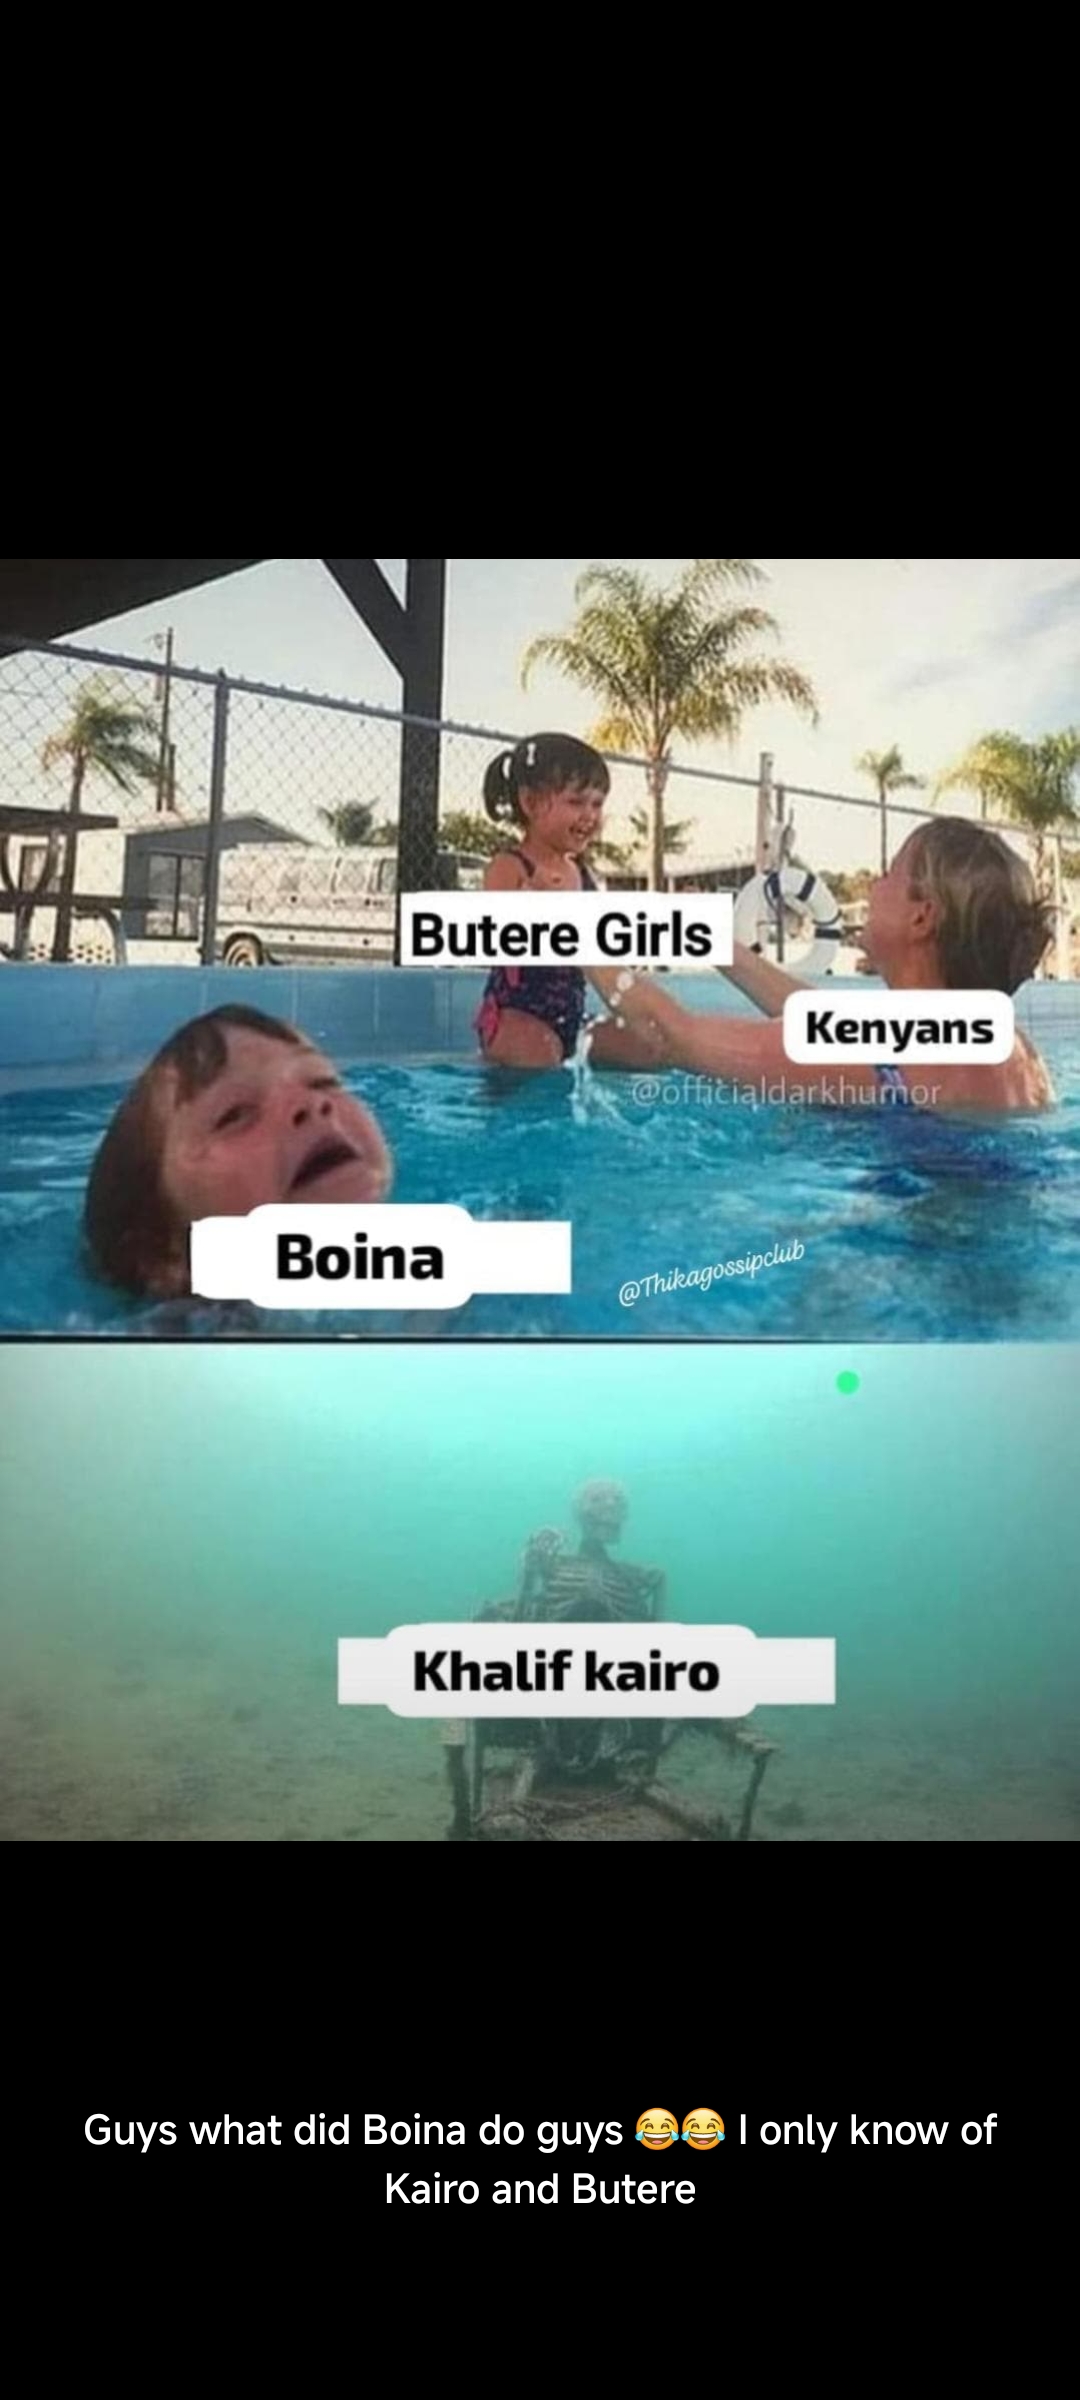 Butere Girls
Kenyans
@officialdarkhumor
Boina
@Thikagossipclub
Khalif kairo
Guys what did Boina do guys 😂😂 I only know of
Kairo and Butere